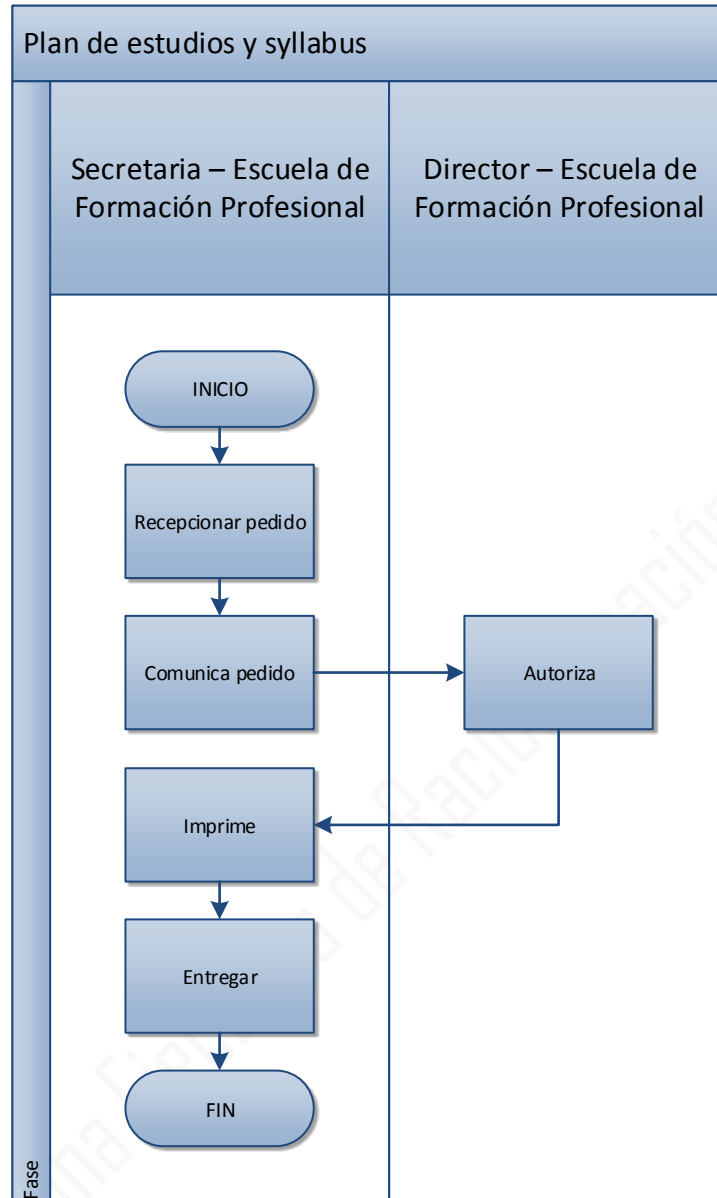 Plan de estudios y syllabus
Secretaria – Escuela de
Formación Profesional
Director – Escuela de
Formación Profesional
INICIO
Recepcionar pedido
Comunica pedido
Autoriza
Imprime
Entregar
FIN
Fase